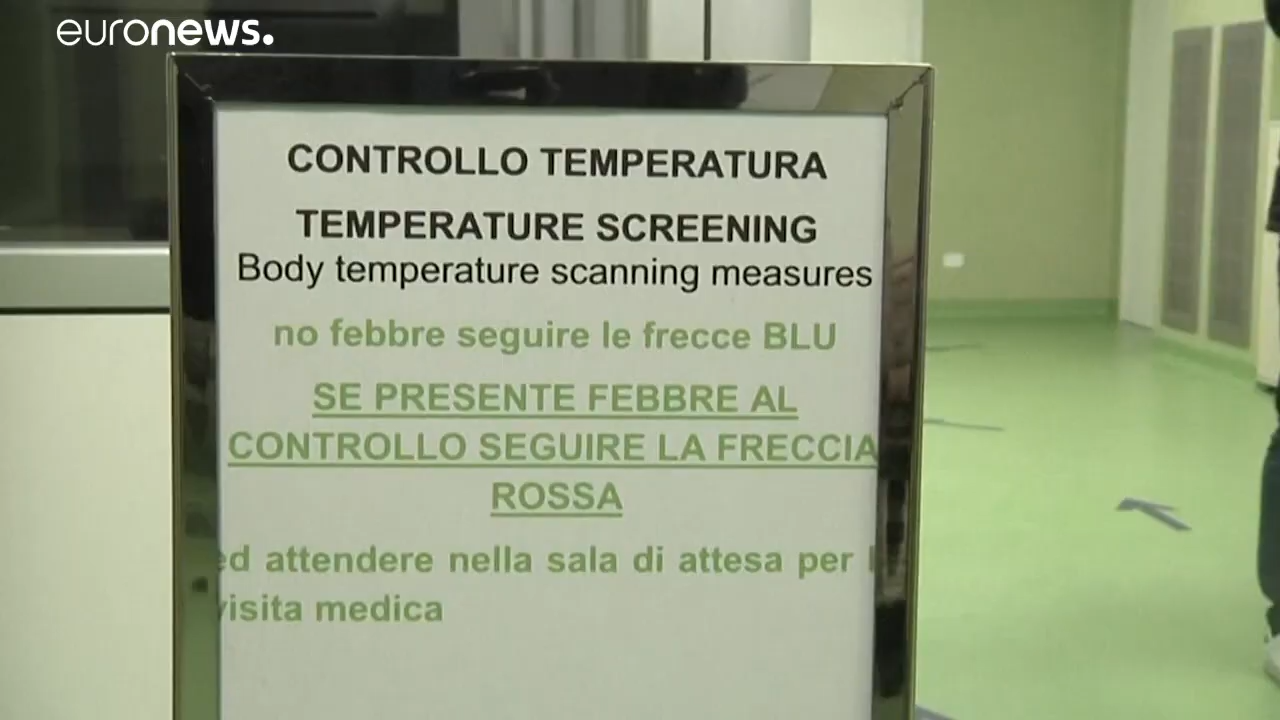 euronews.
CONTROLLO TEMPERATURA
TEMPERATURE SCREENING
Body temperature scanning measures
no febbre seguire le frecce BLU
SE PRESENTE FEBBRE AL
CONTROLLO SEGUIRE LA FRECCIA
ROSSA
ed attendere nella sala di attesa per
visita medica